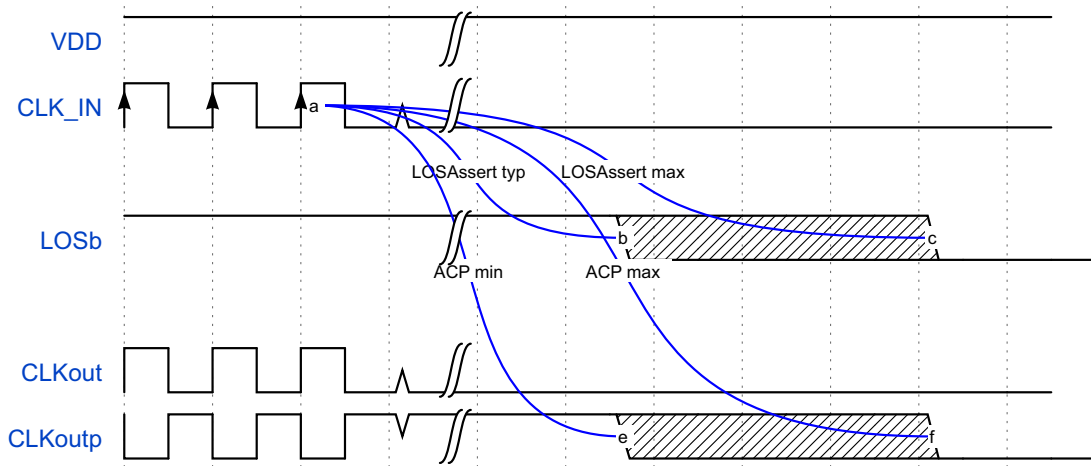 VDD
CLK_IN
a
LOSAssert typ
LOSAssert max
LOSb
b
c
ACP min
ACP max
CLKout
CLKoutp
e
f